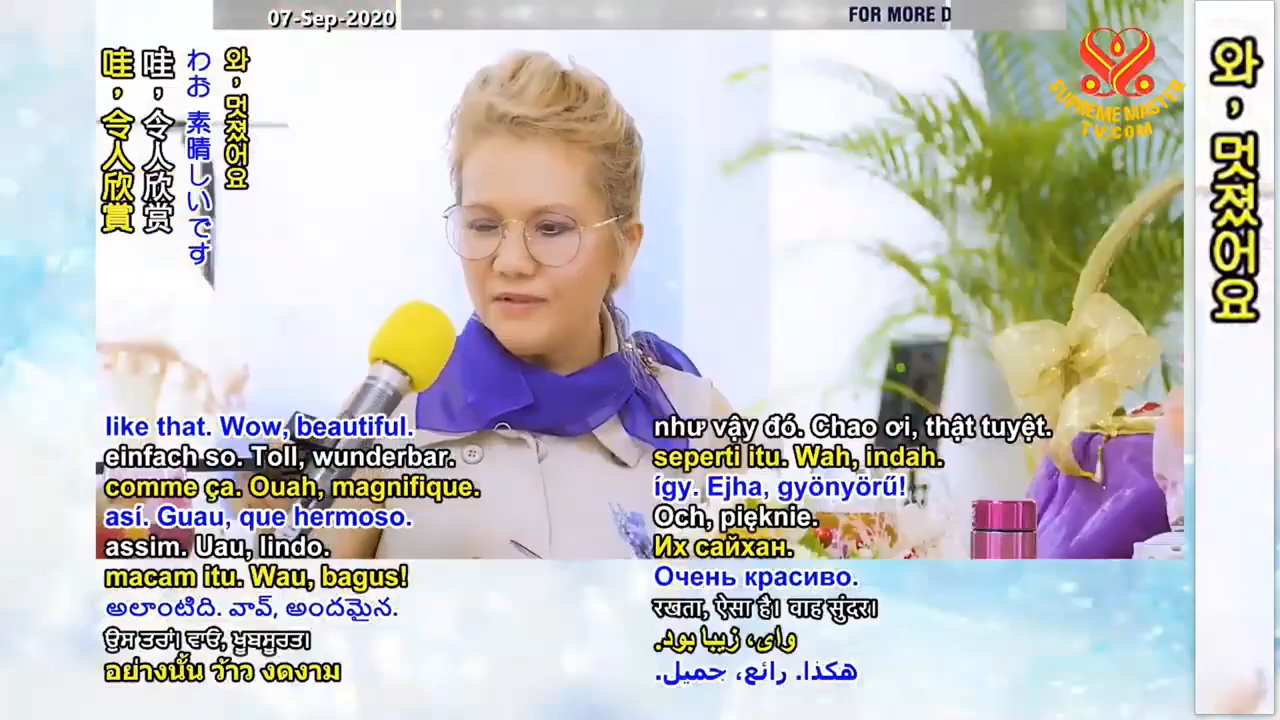 07-Sep-2020
FOR MORE D
SUPREME MASTER
TV.COM
哇，令人欣賞
哇，令人欣赏
わお 素晴しいです
와, 멋졌어요
와, 멋졌어요
like that. Wow, beautiful.
einfach so. Toll, wunderbar.
comme ça. Ouah, magnifique.
así. Guau, que hermoso.
assim. Uau, lindo.
macam itu. Wau, bagus!
అలాంటిది. వావ్, అందమైన.
ਉਸ ਤਰਾਂ। ਵਾਓ, ਖ਼ੂਬਸੂਰਤ।
อย่างนั้น ว้าว งดงาม
như vậy đó. Chao ơi, thật tuyệt.
seperti itu. Wah, indah.
így. Ejha, gyönyörű!
Och, pięknie.
Их сайхан.
Очень красиво.
रखता, ऐसा है। वाह सुंदर।
وای، زیبا بود.
هكذا. رائع، جميل.